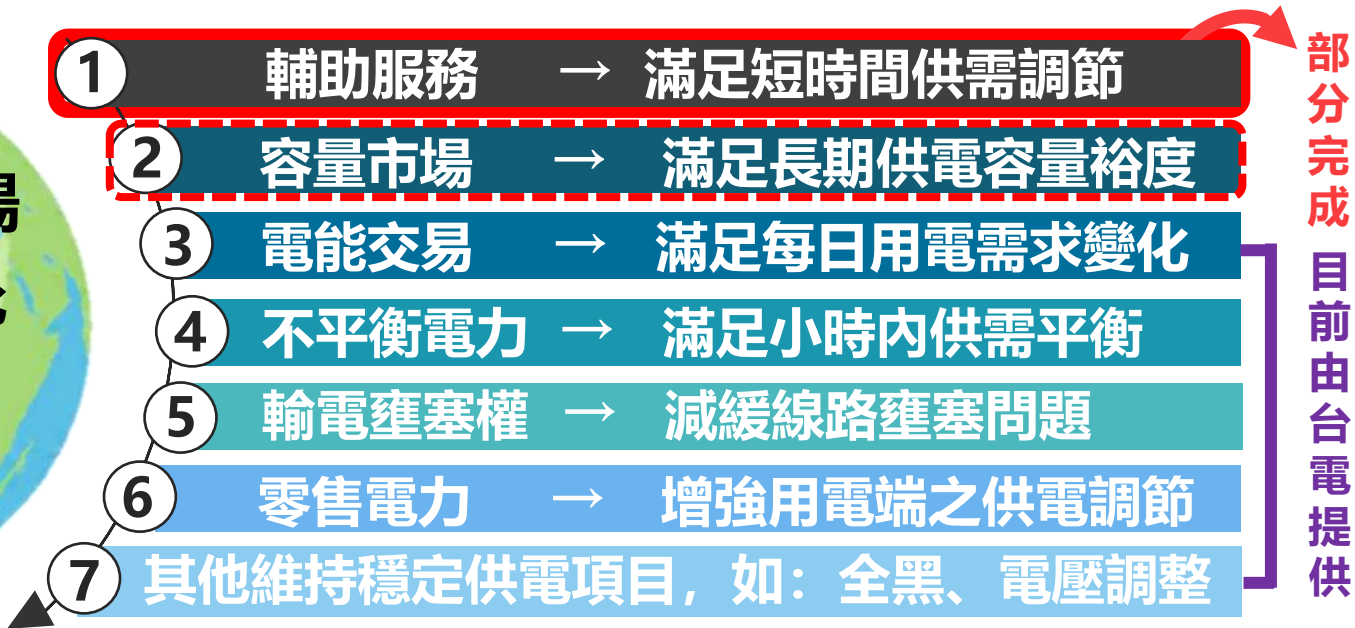 1 輔助服務 → 滿足短時間供需調節
2 容量市場 → 滿足長期供電容量裕度
3 電能交易 → 滿足每日用電需求變化
4 不平衡電力 → 滿足小時內供需平衡
5 輸電壅塞權 → 減緩線路壅塞問題
6 零售電力 → 增強用電端之供電調節
7 其他維持穩定供電項目，如：全黑、電壓調整
部分完成
目前由台電提供